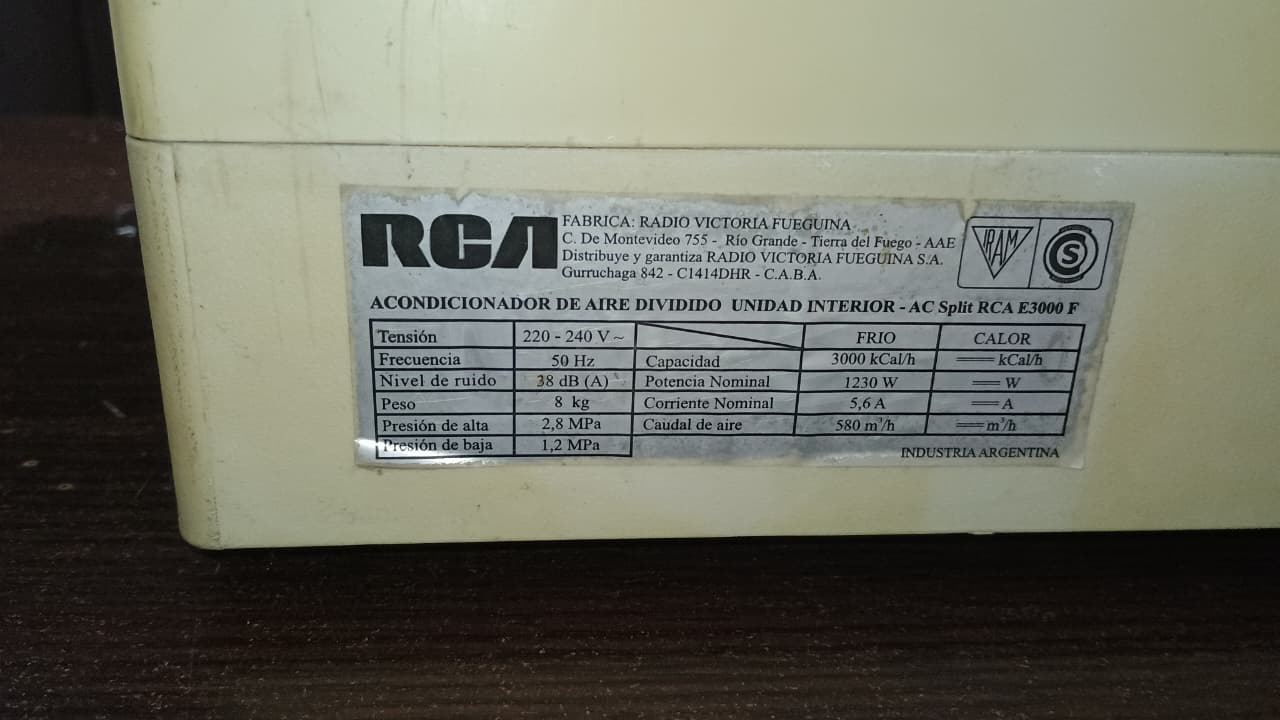 RCA
FABRICA: RADIO VICTORIA FUEGUINA
C. De Montevideo 755 - Río Grande - Tierra del Fuego - AAE
Distribuye y garantiza RADIO VICTORIA FUEGUINA S.A.
Gurruchaga 842 - C1414DHR - C.A.B.A.
IRAM S
ACONDICIONADOR DE AIRE DIVIDIDO UNIDAD INTERIOR - AC Split RCA E3000 F
Tensión 220 - 240 V ~ FRIO CALOR
Frecuencia 50 Hz Capacidad 3000 kCal/h kCal/h
Nivel de ruido 38 dB (A) Potencia Nominal 1230 W W
Peso 8 kg Corriente Nominal 5,6 A A
Presión de alta 2,8 MPa Caudal de aire 580 m³/h m³/h
Presión de baja 1,2 MPa
INDUSTRIA ARGENTINA